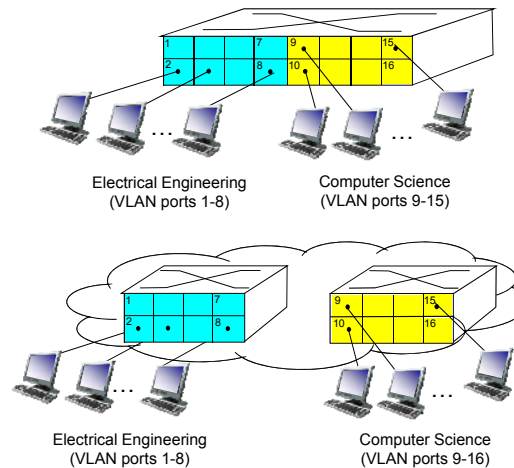 1 7 9 15
2 8 10 16
...
...
Electrical Engineering
(VLAN ports 1-8)
Computer Science
(VLAN ports 9-15)
1 7
2 8
9 15
10 16
...
...
Electrical Engineering
(VLAN ports 1-8)
Computer Science
(VLAN ports 9-16)